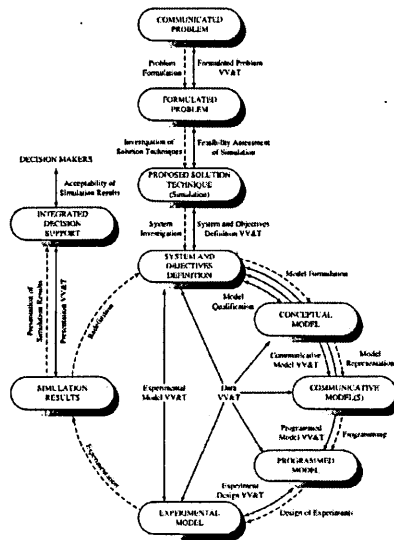 COMMUNICATED
PROBLEM
Problem
Formulation
Formulated Problem
VV&T
FORMULATED
PROBLEM
Investigation of
Solution Techniques
Feasibility Assessment
of Simulation
DECISION MAKERS
PROPOSED SOLUTION
TECHNIQUE
(Simulation)
Acceptability of
Simulation Results
INTEGRATED
DECISION
SUPPORT
System
Investigation
System and Objectives
Definition VV&T
SYSTEM AND
OBJECTIVES
DEFINITION
Model Formulation
Model
Qualification
Presentation of
Simulation Results
Presentation VV&T
Redefinition
CONCEPTUAL
MODEL
Communicative
Model VV&T
Model
Representation
SIMULATION
RESULTS
Experimental
Model VV&T
Data
VV&T
COMMUNICATIVE
MODEL(S)
Programmed
Model VV&T
Programming
PROGRAMMED
MODEL
Experimentation
Experiment
Design VV&T
EXPERIMENTAL
MODEL
Design of Experiments